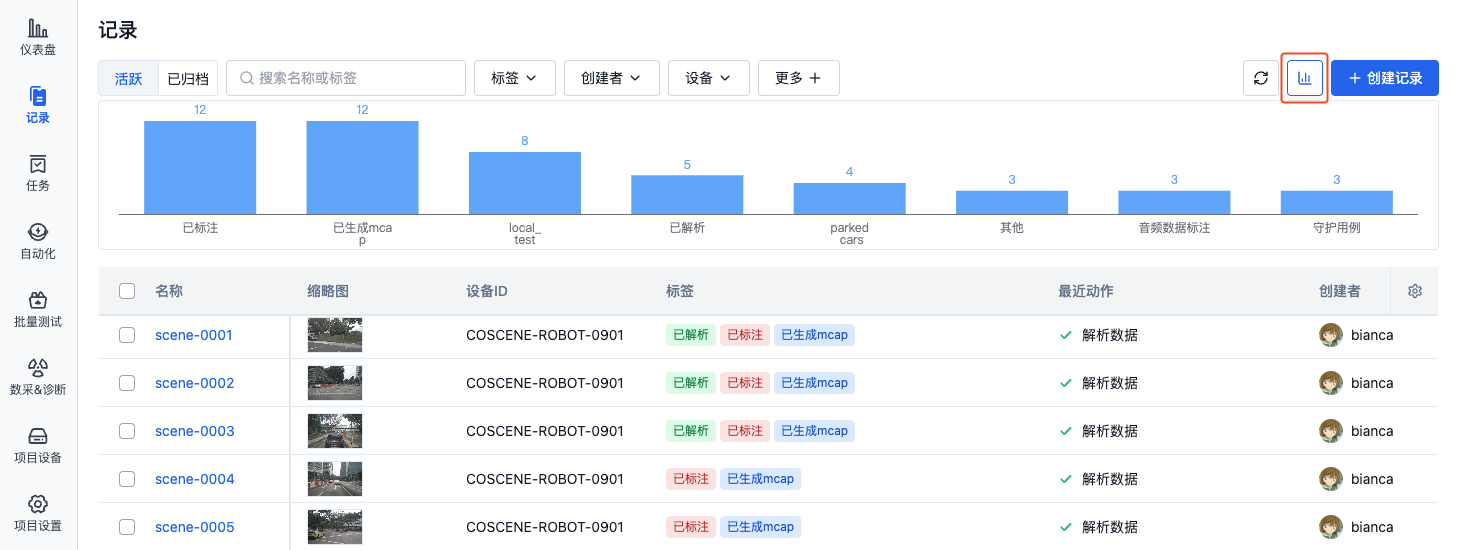 仪表盘
记录
任务
自动化
批量测试
数采&诊断
项目设备
项目设置
记录
活跃 已归档 搜索名称或标签 标签 创建者 设备 更多 创建记录
12 12 8 5 4 3 3 3
已标注 已生成mca local_ 已解析 parked 其他 音频数据标注 守护用例
p test cars
名称 缩略图 设备ID 标签 最近动作 创建者
scene-0001 COSCENE-ROBOT-0901 已解析 已标注 已生成mcap 解析数据 bianca
scene-0002 COSCENE-ROBOT-0901 已解析 已标注 已生成mcap 解析数据 bianca
scene-0003 COSCENE-ROBOT-0901 已解析 已标注 已生成mcap 解析数据 bianca
scene-0004 COSCENE-ROBOT-0901 已标注 已生成mcap 解析数据 bianca
scene-0005 COSCENE-ROBOT-0901 已标注 已生成mcap 解析数据 bianca